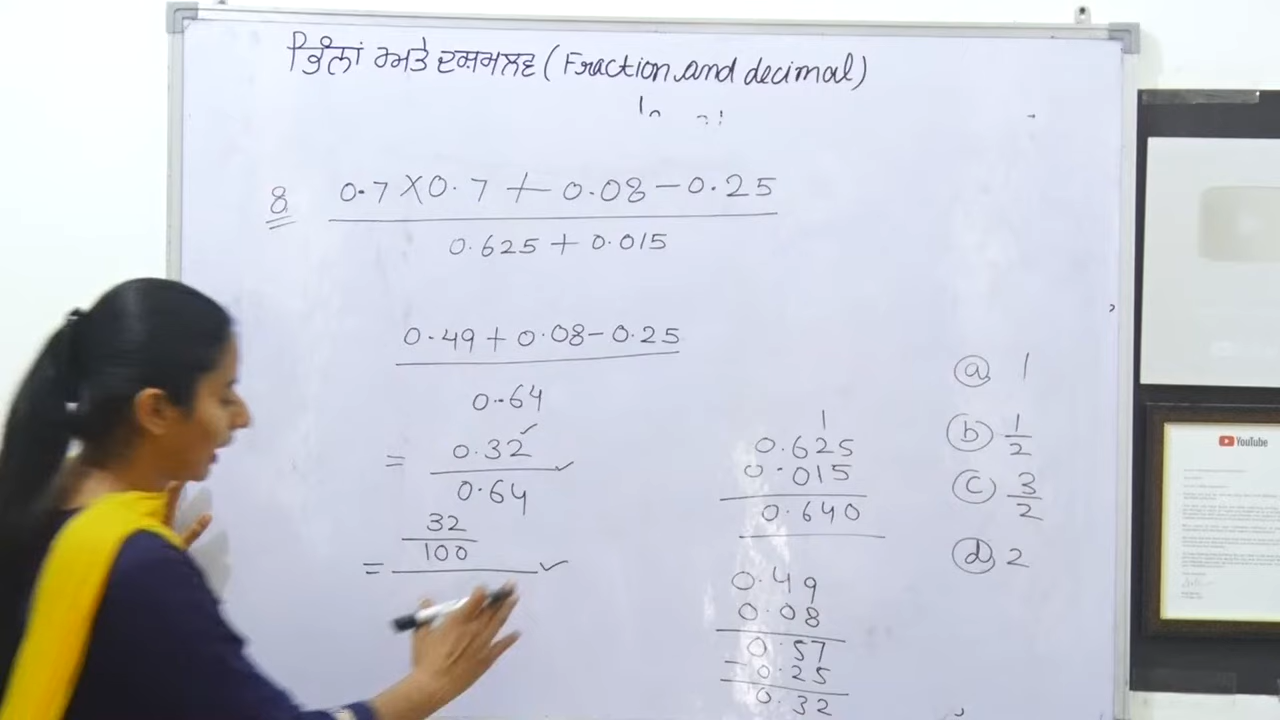 ਭਿੰਨਾਂ ਅਤੇ ਦਸ਼ਮਲਵ (Fraction and decimal)
8 0.7×0.7+0.08-0.25
0.625+0.015
0.49+0.08-0.25
0.64
= 0.32
0.64
= 32
100
1
0.625
0.015
0.640
0.49
0.08
0.57
-0.25
0.32
(a) 1
(b) 1/2
(c) 3/2
(d) 2
YouTube